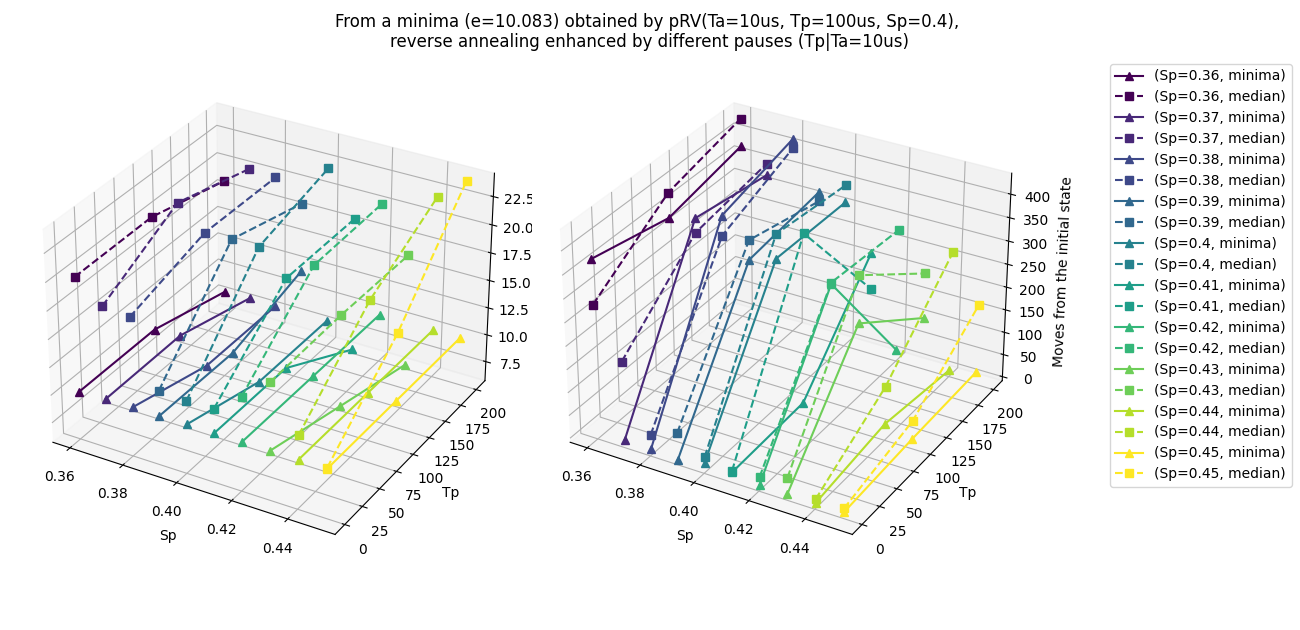 From a minima (e=10.083) obtained by pRV(Ta=10us, Tp=100us, Sp=0.4),
reverse annealing enhanced by different pauses (Tp|Ta=10us)
22.5
20.0
17.5
15.0
12.5
10.0
7.5
200
175
150
125
100
75
50
25
0
Tp
0.36
0.38
0.40
0.42
0.44
Sp
Moves from the initial state
400
350
300
250
200
150
100
50
0
200
175
150
125
100
75
50
25
0
Tp
0.36
0.38
0.40
0.42
0.44
Sp
(Sp=0.36, minima)
(Sp=0.36, median)
(Sp=0.37, minima)
(Sp=0.37, median)
(Sp=0.38, minima)
(Sp=0.38, median)
(Sp=0.39, minima)
(Sp=0.39, median)
(Sp=0.4, minima)
(Sp=0.4, median)
(Sp=0.41, minima)
(Sp=0.41, median)
(Sp=0.42, minima)
(Sp=0.42, median)
(Sp=0.43, minima)
(Sp=0.43, median)
(Sp=0.44, minima)
(Sp=0.44, median)
(Sp=0.45, minima)
(Sp=0.45, median)